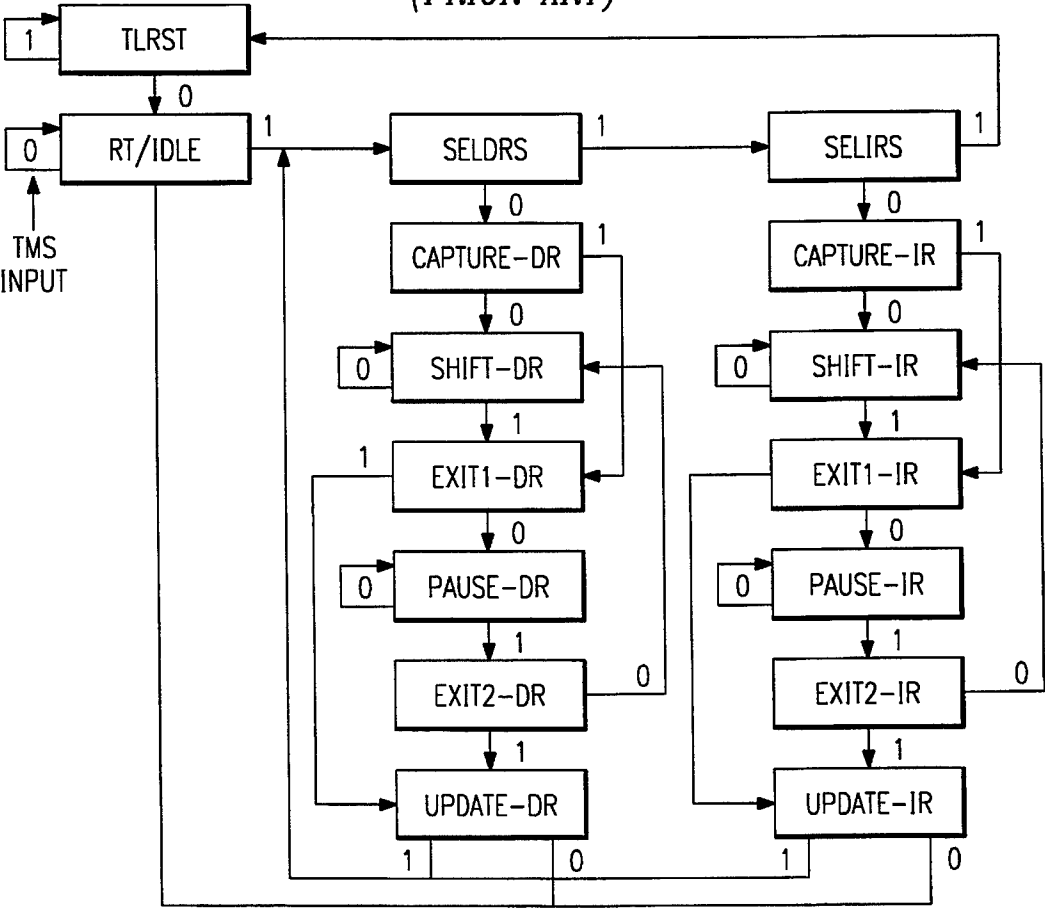 TLRST
1
0
RT/IDLE
1
SELDRS
1
SELIRS
1
0
TMS
INPUT
0
0
CAPTURE-DR
1
CAPTURE-IR
1
0
0
SHIFT-DR
0
SHIFT-IR
0
1
1
1
EXIT1-DR
EXIT1-IR
0
0
PAUSE-DR
0
PAUSE-IR
0
1
1
EXIT2-DR
0
EXIT2-IR
0
1
1
UPDATE-DR
UPDATE-IR
1
0
1
0